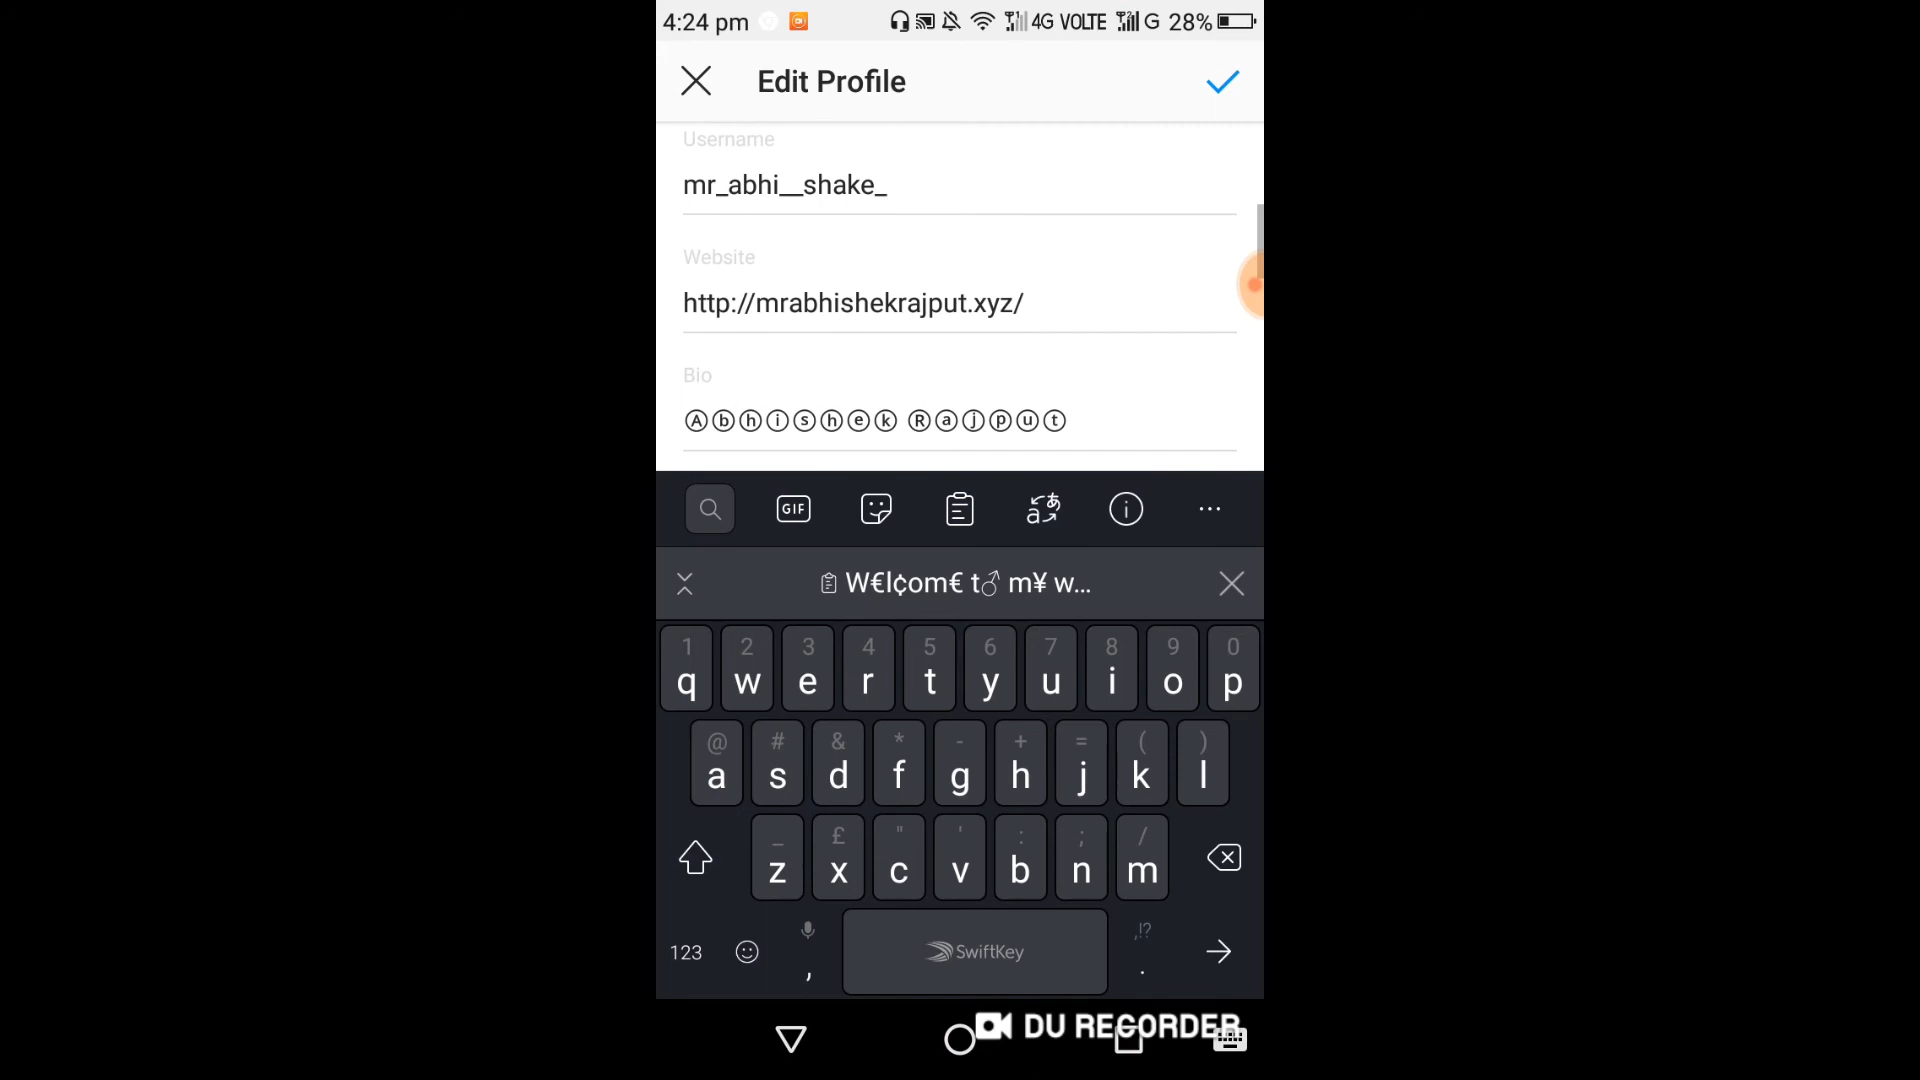 4:24 pm 4G VOLTE G 28%
Edit Profile
Username
mr_abhi__shake_
Website
http://mrabhishekrajput.xyz/
Bio
Ⓐⓑⓗⓘⓢⓗⓔⓚ Ⓡⓐⓙⓟⓤⓣ
GIF
W€l¢om€ t♂ m¥ w...
1 2 3 4 5 6 7 8 9 0
q w e r t y u i o p
@ # & * - + = ( )
a s d f g h j k l
_ £ " ' : ; /
z x c v b n m
123 , SwiftKey ,!? .
DU RECORDER